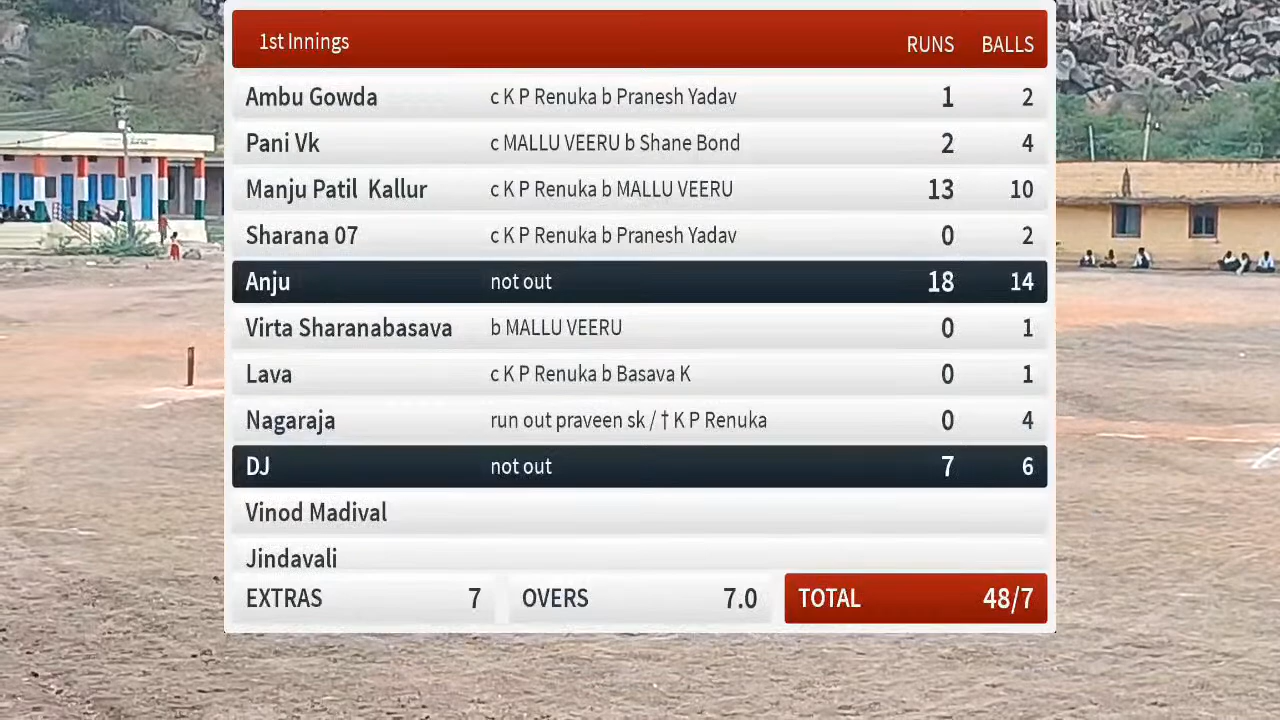 1st Innings RUNS BALLS
Ambu Gowda c K P Renuka b Pranesh Yadav 1 2
Pani Vk c MALLU VEERU b Shane Bond 2 4
Manju Patil Kallur c K P Renuka b MALLU VEERU 13 10
Sharana 07 c K P Renuka b Pranesh Yadav 0 2
Anju not out 18 14
Virta Sharanabasava b MALLU VEERU 0 1
Lava c K P Renuka b Basava K 0 1
Nagaraja run out praveen sk / † K P Renuka 0 4
DJ not out 7 6
Vinod Madival
Jindavali
EXTRAS 7 OVERS 7.0 TOTAL 48/7